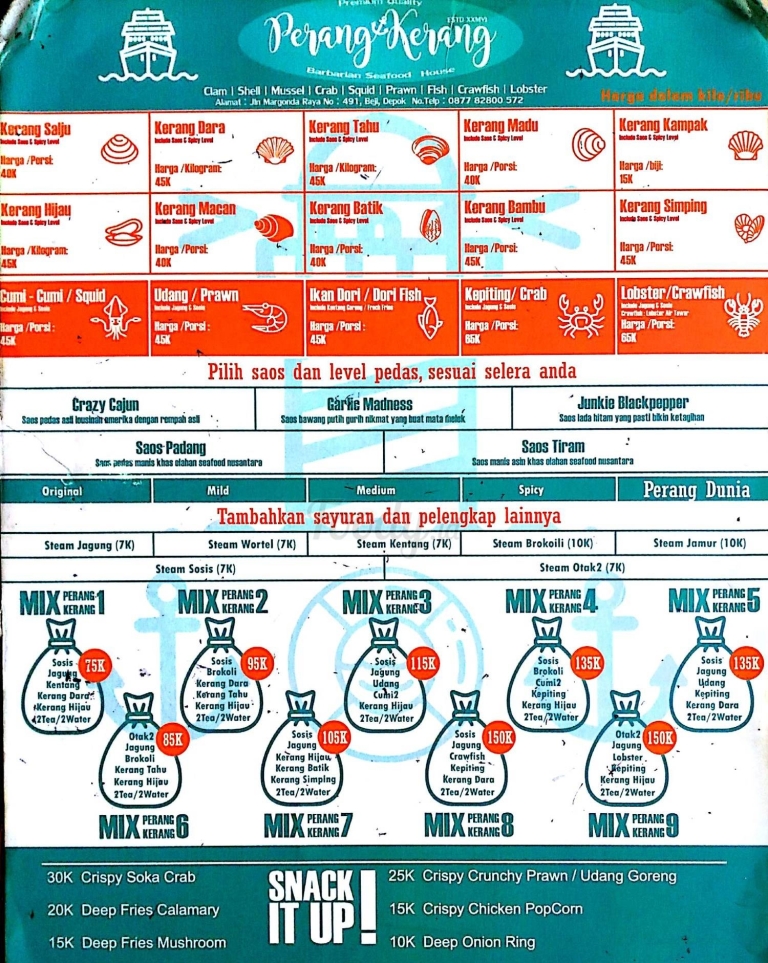 Premium Quality
Perang Kerang
ESTD XXMVI
Barbarian Seafood House
Clam | Shell | Mussel | Crab | Squid | Prawn | Fish | Crawfish | Lobster
Alamat : Jln Margonda Raya No : 491, Beji, Depok No.Telp : 0877 82800 572
Harga dalam kilo/ribu
Kerang Saiju
Include Saos & Spicy Level
Harga /Porsi:
40K
Kerang Dara
Include Saos & Spicy Level
Harga /Kilogram:
45K
Kerang Tahu
Include Saos & Spicy Level
Harga /Kilogram:
45K
Kerang Madu
Include Saos & Spicy Level
Harga /Porsi:
40K
Kerang Kampak
Include Saos & Spicy Level
Harga /biji:
15K
Kerang Hijau
Include Saos & Spicy Level
Harga /Kilogram:
45K
Kerang Macan
Include Saos & Spicy Level
Harga /Porsi:
40K
Kerang Batik
Include Saos & Spicy Level
Harga /Porsi:
40K
Kerang Bambu
Include Saos & Spicy Level
Harga /Porsi:
45K
Kerang Simping
Include Saos & Spicy Level
Harga /Porsi:
45K
Cumi - Cumi / Squid
Include Jagung & Saos
Harga /Porsi :
45K
Udang / Prawn
Include Jagung & Saos
Harga /Porsi :
45K
Ikan Dori / Dori Fish
Include Kentang Goreng / French Fries
Harga /Porsi :
45K
Kepiting/ Crab
Include Jagung & Saos
Harga /Porsi :
65K
Lobster/Crawfish
Include Jagung & Saos
Crawfish : Lobster Air Tawar
Harga /Porsi :
65K
Pilih saos dan level pedas, sesuai selera anda
Crazy Cajun
Saos pedas asli lousinin amerika dengan rempah asli
Garlic Madness
Saos bawang putih gurih nikmat yang buat mata melek
Junkie Blackpepper
Saos lada hitam yang pasti bikin ketagihan
Saos Padang
Saos pedas manis khas olahan seafood nusantara
Saos Tiram
Saos manis asin khas olahan seafood nusantara
Original
Mild
Medium
Spicy
Perang Dunia
Tambahkan sayuran dan pelengkap lainnya
Foody.id
Steam Jagung (7K)
Steam Wortel (7K)
Steam Kentang (7K)
Steam Brokoili (10K)
Steam Jamur (10K)
Steam Sosis (7K)
Steam Otak2 (7K)
MIX PERANG KERANG 1
75K
Sosis
Jagung
Kentang
Kerang Dara
Kerang Hijau
2Tea/2Water
MIX PERANG KERANG 2
95K
Sosis
Brokoli
Kerang Dara
Kerang Tahu
Kerang Hijau
2Tea/2Water
MIX PERANG KERANG 3
115K
Sosis
Jagung
Udang
Cumi2
Kerang Hijau
2Tea/2Water
MIX PERANG KERANG 4
135K
Sosis
Brokoli
Cumi2
Kepiting
Kerang Hijau
2Tea/2Water
MIX PERANG KERANG 5
135K
Sosis
Jagung
Udang
Kepiting
Kerang Dara
2Tea/2Water
85K
Otak2
Jagung
Brokoli
Kerang Tahu
Kerang Hijau
2Tea/2Water
MIX PERANG KERANG 6
105K
Sosis
Jagung
Kerang Hijau
Kerang Batik
Kerang Simping
2Tea/2Water
MIX PERANG KERANG 7
150K
Sosis
Jagung
Crawfish
Kepiting
Kerang Dara
2Tea/2Water
MIX PERANG KERANG 8
150K
Otak2
Jagung
Lobster
Kepiting
Kerang Hijau
2Tea/2Water
MIX PERANG KERANG 9
30K Crispy Soka Crab
20K Deep Fries Calamary
15K Deep Fries Mushroom
SNACK
IT UP!
25K Crispy Crunchy Prawn / Udang Goreng
15K Crispy Chicken PopCorn
10K Deep Onion Ring